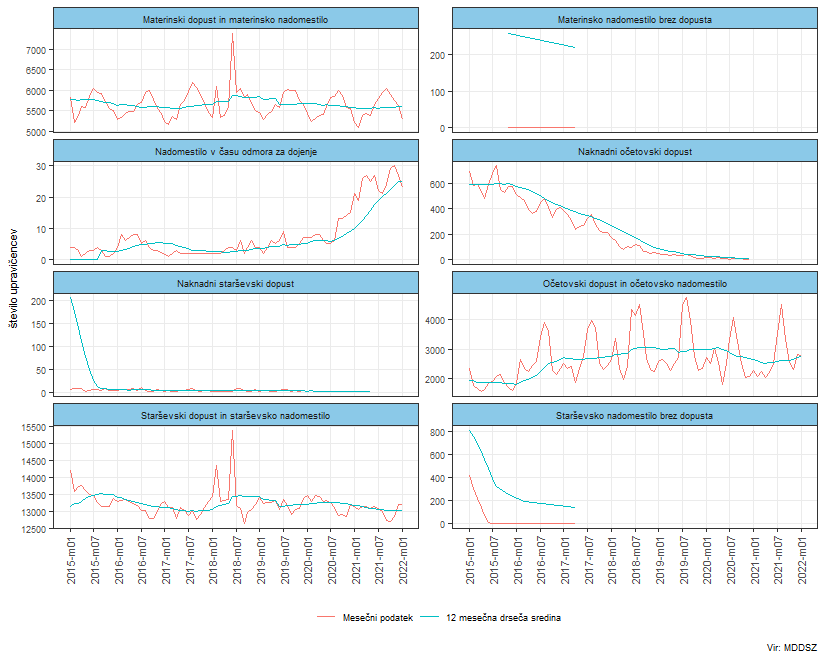 Materinski dopust in materinsko nadomestilo
Materinsko nadomestilo brez dopusta
7000
6500
6000
5500
5000
200
100
0
Nadomestilo v času odmora za dojenje
Naknadni očetovski dopust
30
20
10
0
600
400
200
0
Naknadni starševski dopust
Očetovski dopust in očetovsko nadomestilo
200
150
100
50
0
4000
3000
2000
Starševski dopust in starševsko nadomestilo
Starševsko nadomestilo brez dopusta
15500
15000
14500
14000
13500
13000
12500
800
600
400
200
0
število upravičencev
2015-m01
2015-m07
2016-m01
2016-m07
2017-m01
2017-m07
2018-m01
2018-m07
2019-m01
2019-m07
2020-m01
2020-m07
2021-m01
2021-m07
2022-m01
2015-m01
2015-m07
2016-m01
2016-m07
2017-m01
2017-m07
2018-m01
2018-m07
2019-m01
2019-m07
2020-m01
2020-m07
2021-m01
2021-m07
2022-m01
Mesečni podatek 12 mesečna drseča sredina
Vir: MDDSZ